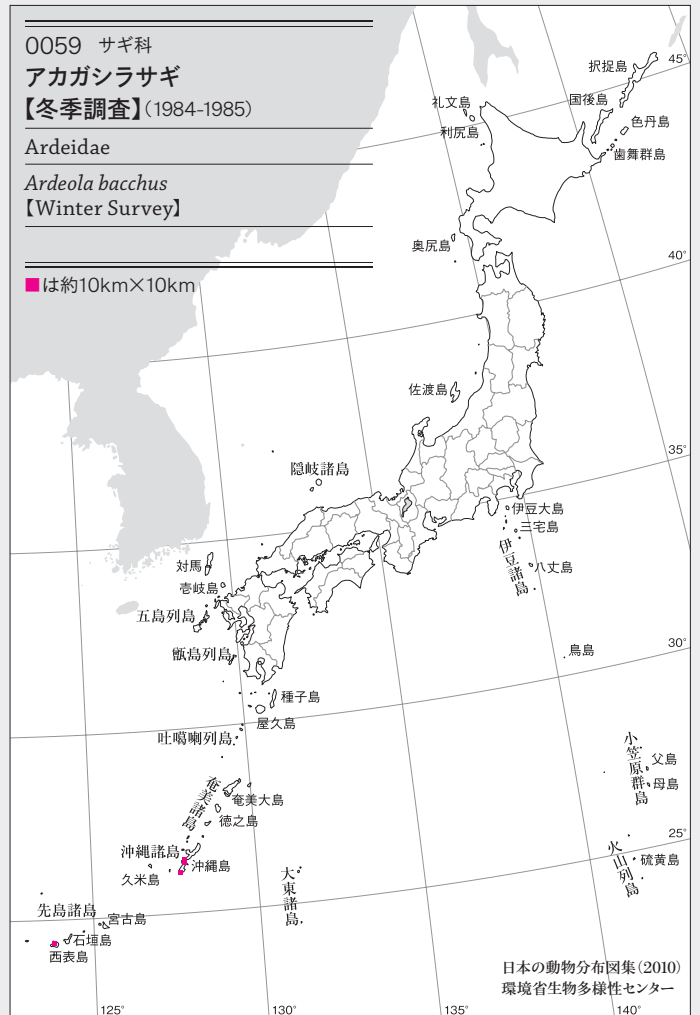 0059 サギ科
アカガシラサギ
【冬季調査】(1984-1985)
Ardeidae
Ardeola bacchus
【Winter Survey】
■は約10km×10km
45°
択捉島
国後島
礼文島
色丹島
利尻島
歯舞群島
奥尻島
40°
佐渡島
35°
隠岐諸島
伊豆大島
三宅島
伊豆諸島
八丈島
対馬
壱岐島
五島列島
甑島列島
鳥島
30°
種子島
屋久島
吐噶喇列島
小笠原群島
父島
母島
奄美諸島
奄美大島
徳之島
25°
沖縄諸島
沖縄島
久米島
火山列島
硫黄島
大東諸島
先島諸島
宮古島
石垣島
西表島
日本の動物分布図集(2010)
環境省生物多様性センター
125°
130°
135°
140°